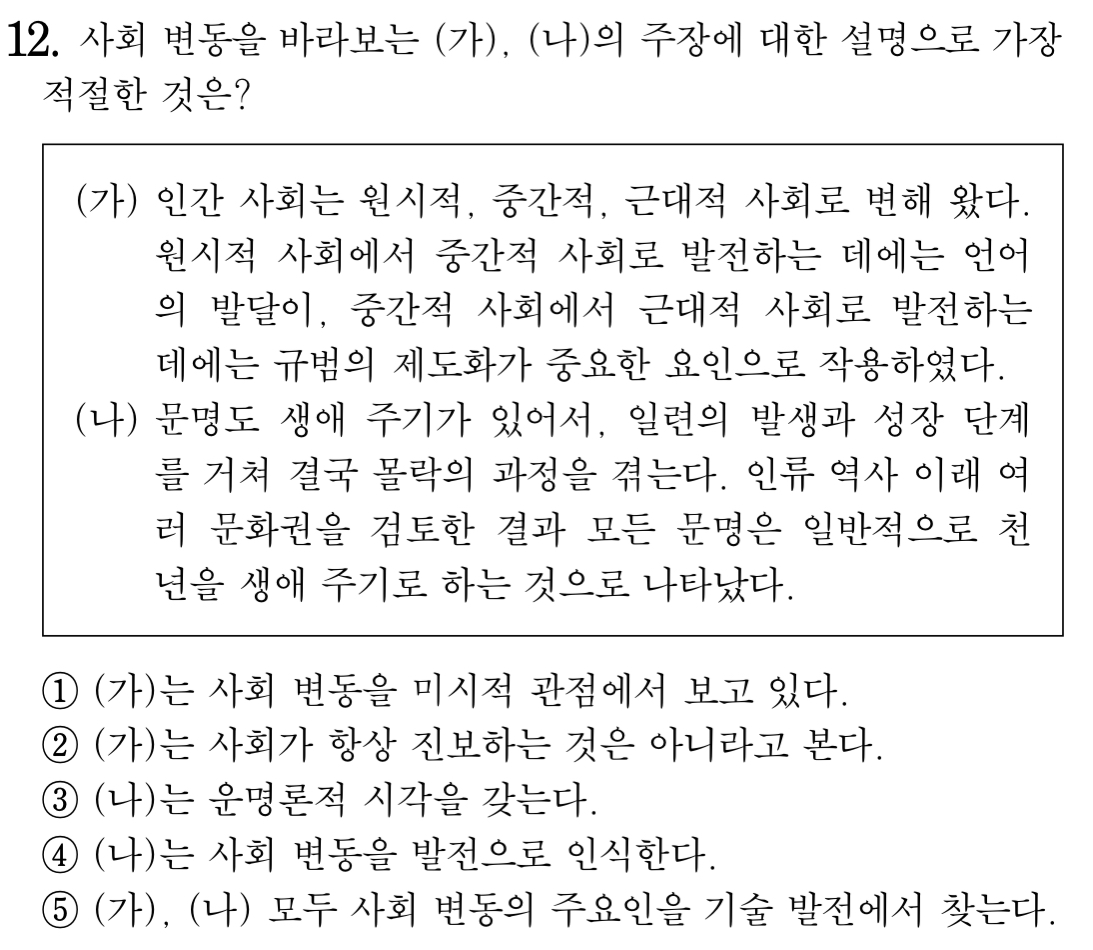 12. 사회 변동을 바라보는 (가), (나)의 주장에 대한 설명으로 가장
적절한 것은?
(가) 인간 사회는 원시적, 중간적, 근대적 사회로 변해 왔다.
원시적 사회에서 중간적 사회로 발전하는 데에는 언어
의 발달이, 중간적 사회에서 근대적 사회로 발전하는
데에는 규범의 제도화가 중요한 요인으로 작용하였다.
(나) 문명도 생애 주기가 있어서, 일련의 발생과 성장 단계
를 거쳐 결국 몰락의 과정을 겪는다. 인류 역사 이래 여
러 문화권을 검토한 결과 모든 문명은 일반적으로 천
년을 생애 주기로 하는 것으로 나타났다.
① (가)는 사회 변동을 미시적 관점에서 보고 있다.
② (가)는 사회가 항상 진보하는 것은 아니라고 본다.
③ (나)는 운명론적 시각을 갖는다.
④ (나)는 사회 변동을 발전으로 인식한다.
⑤ (가), (나) 모두 사회 변동의 주요인을 기술 발전에서 찾는다.